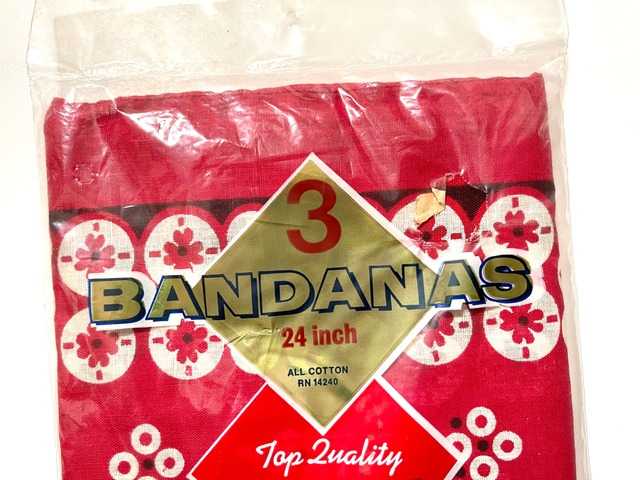 3
BANDANAS
24 inch
ALL COTTON
RN 14240
Top Quality